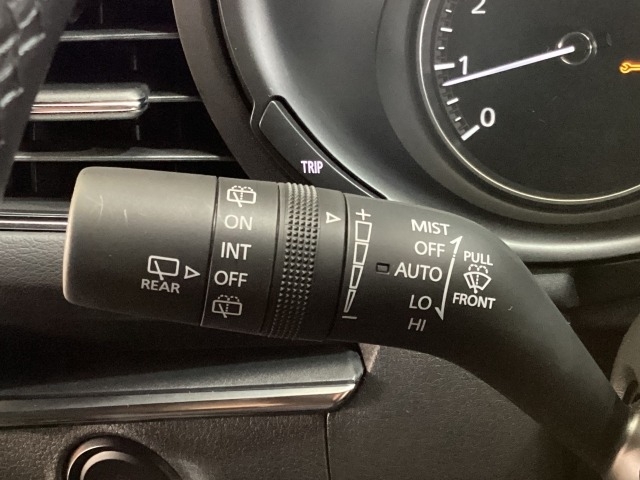 2
1
0
TRIP
ON
INT
OFF
REAR
+
-
MIST
OFF
AUTO
LO
HI
PULL
FRONT